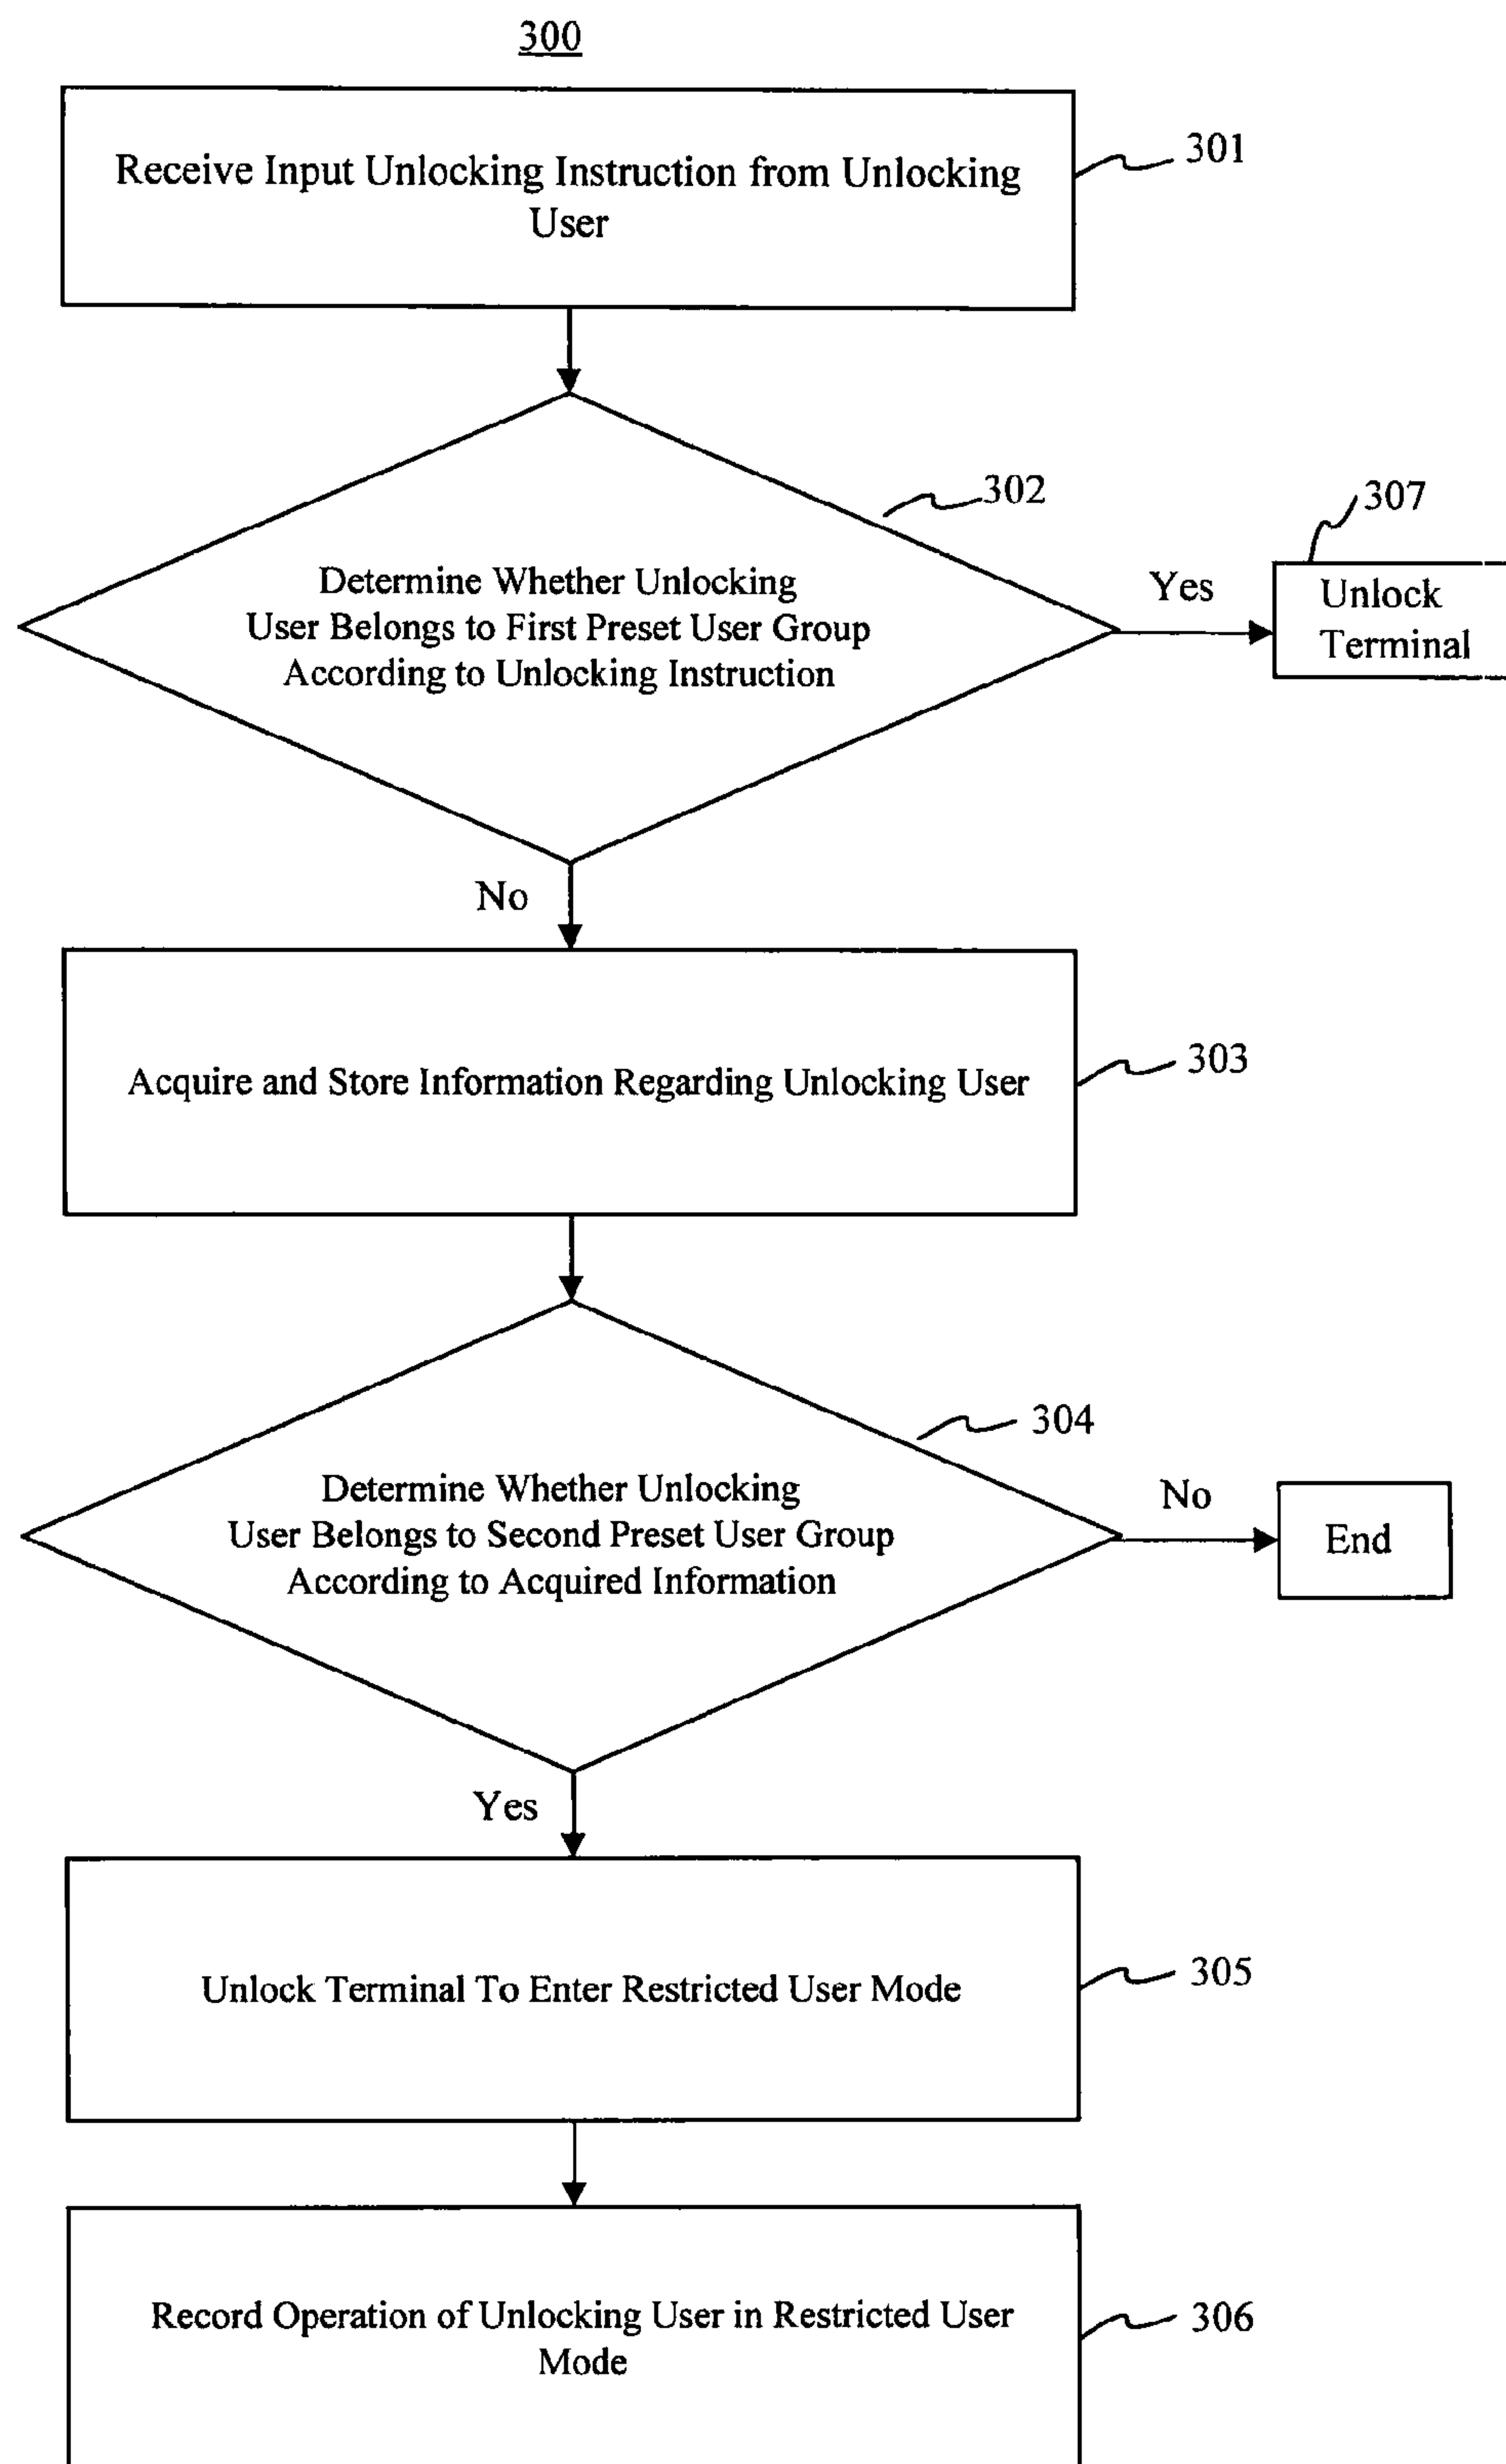 300
Receive Input Unlocking Instruction from Unlocking
User
301
302
Determine Whether Unlocking
User Belongs to First Preset User Group
According to Unlocking Instruction
Yes
307
Unlock
Terminal
No
Acquire and Store Information Regarding Unlocking User
303
304
Determine Whether Unlocking
User Belongs to Second Preset User Group
According to Acquired Information
No
End
Yes
Unlock Terminal To Enter Restricted User Mode
305
Record Operation of Unlocking User in Restricted User
Mode
306